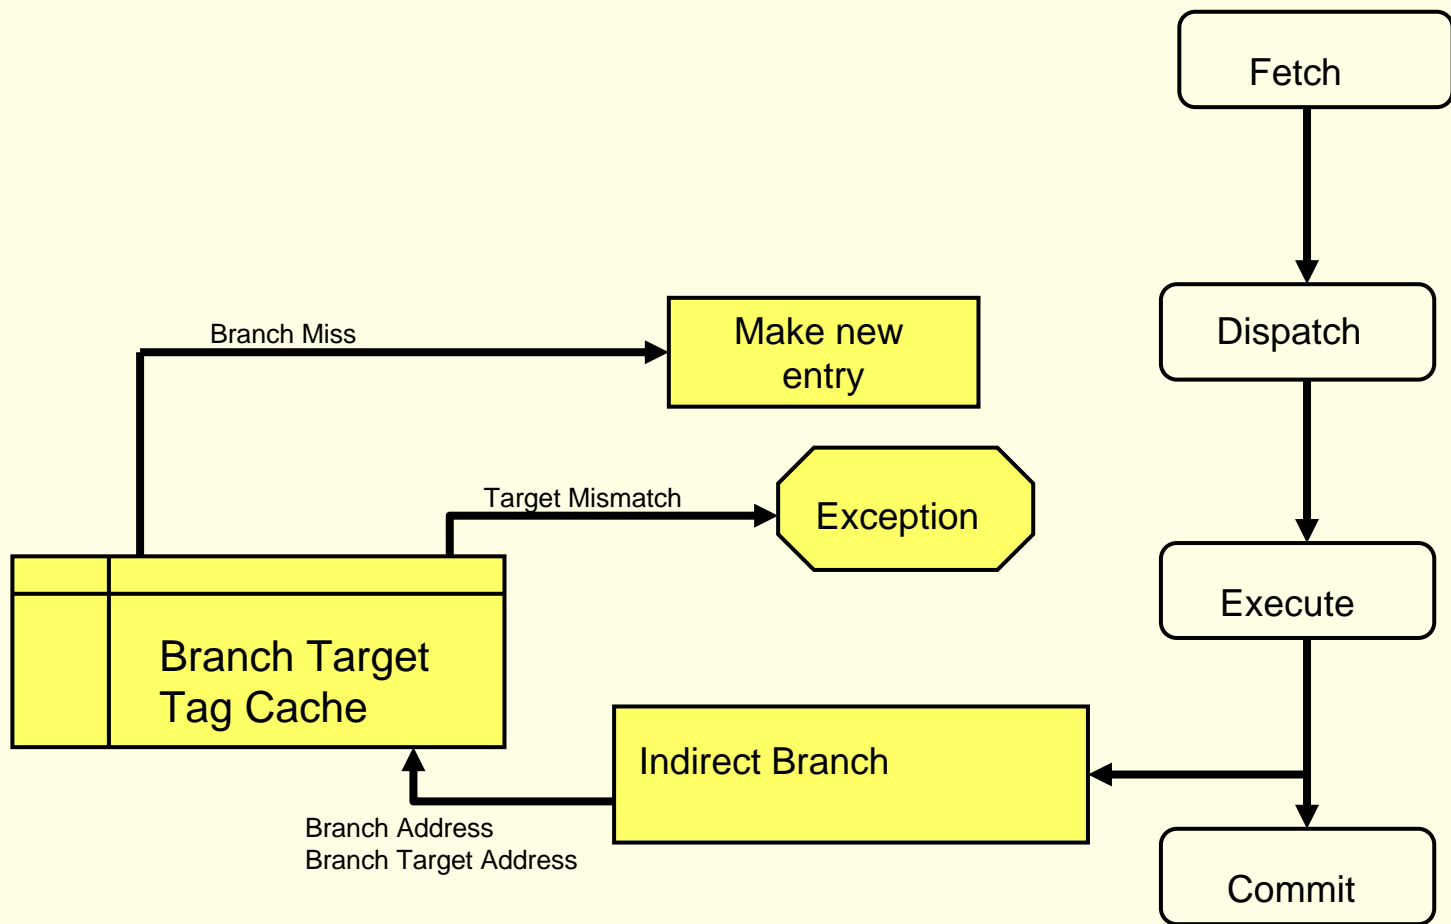 Fetch
Dispatch
Branch Miss
Make new
entry
Target Mismatch
Exception
Execute
Branch Target
Tag Cache
Indirect Branch
Branch Address
Branch Target Address
Commit